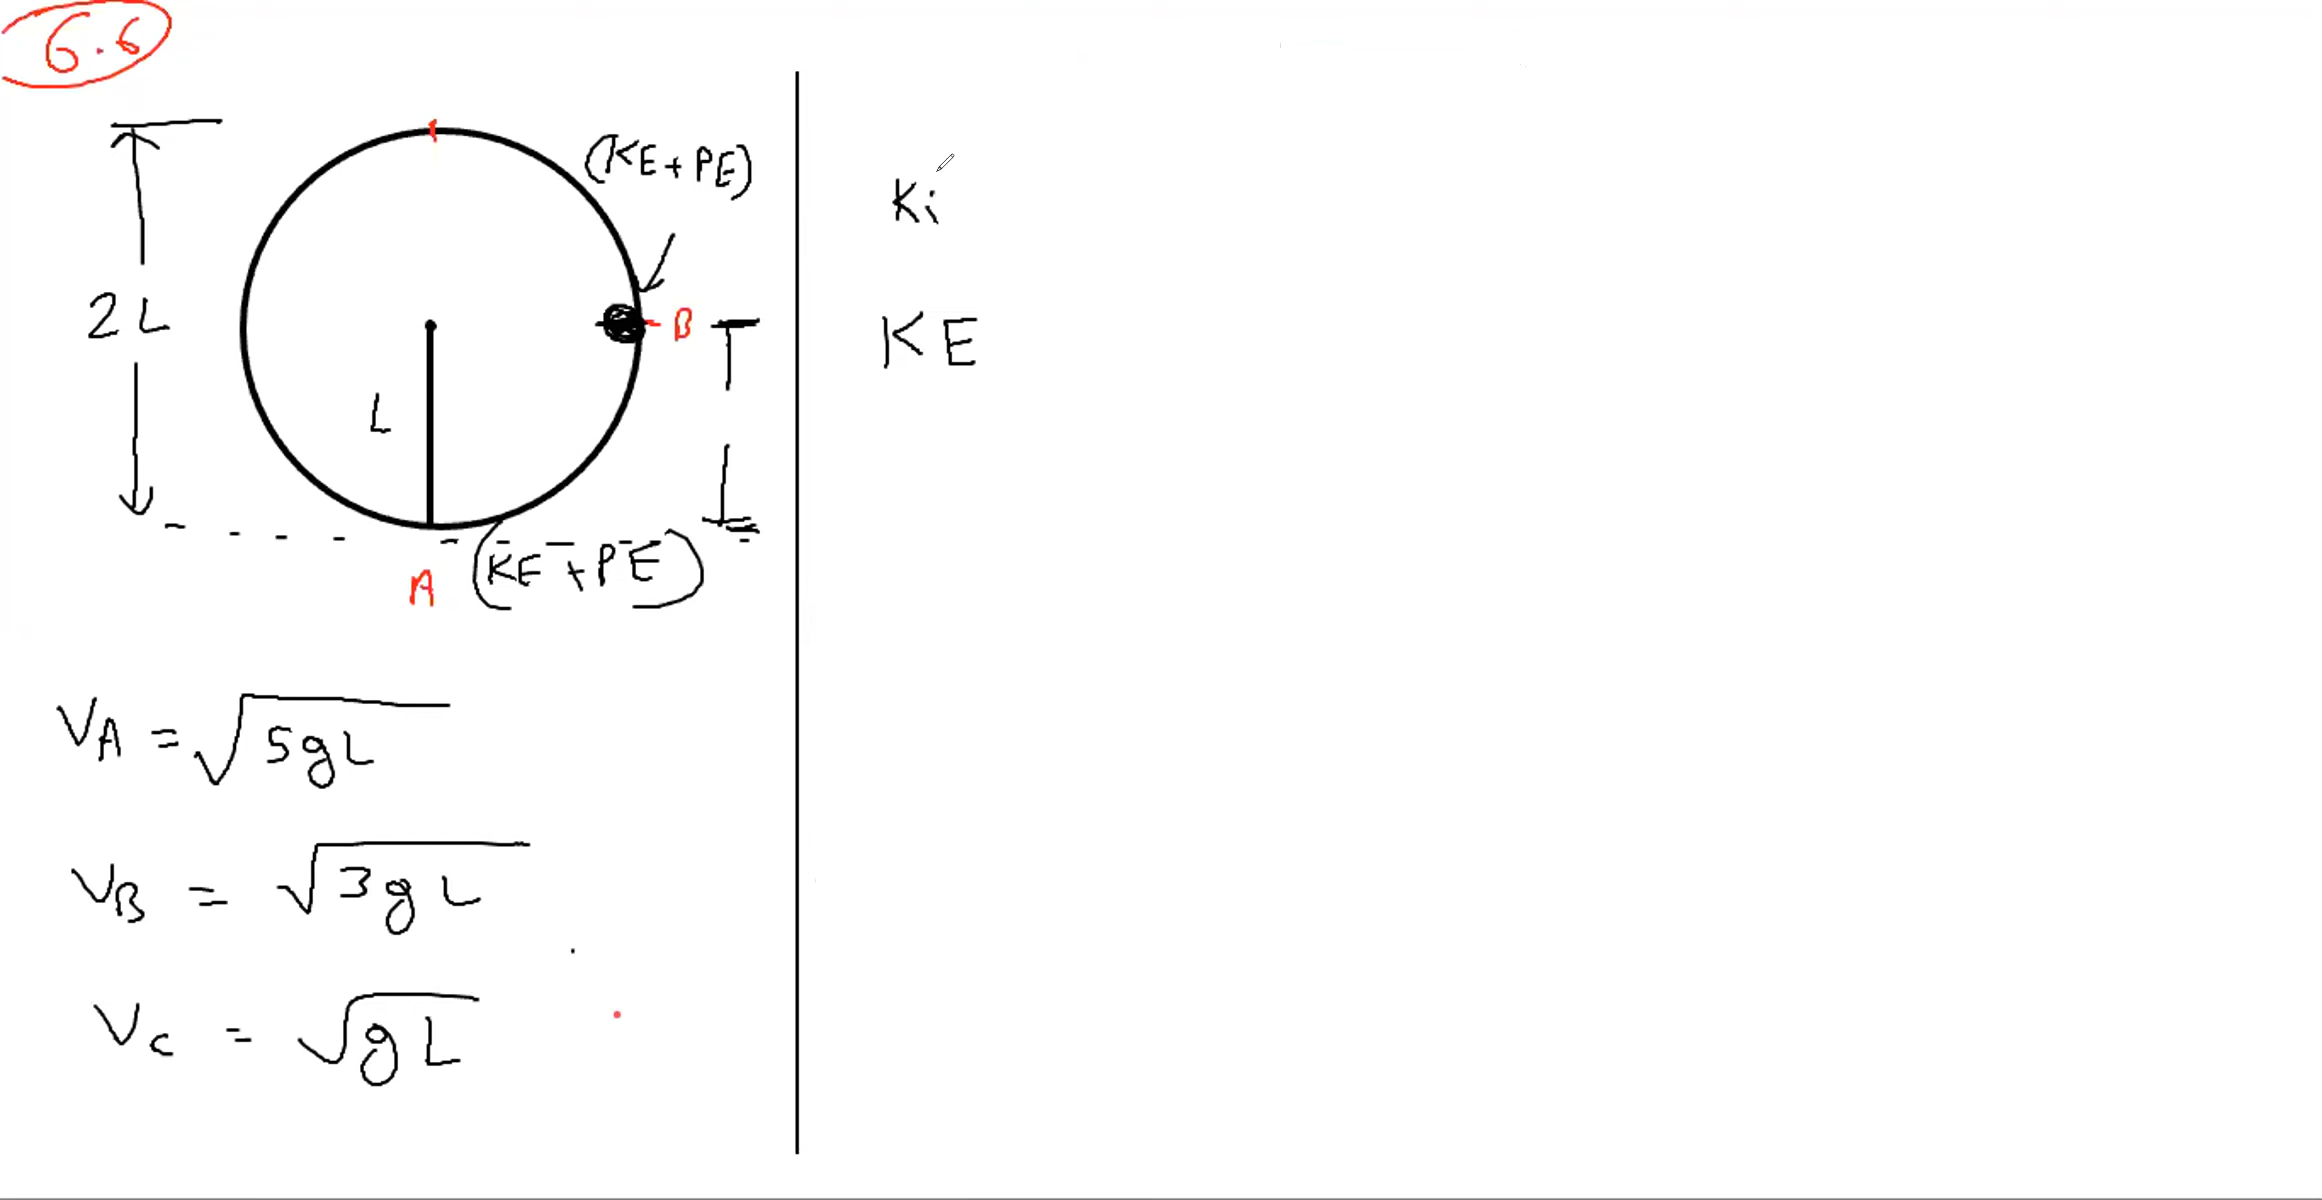 6.6
(KE+PE)
2L
B
L
A
(KE+PE)
VA = √5gL
VB = √3gL
VC = √gL
Ki
KE